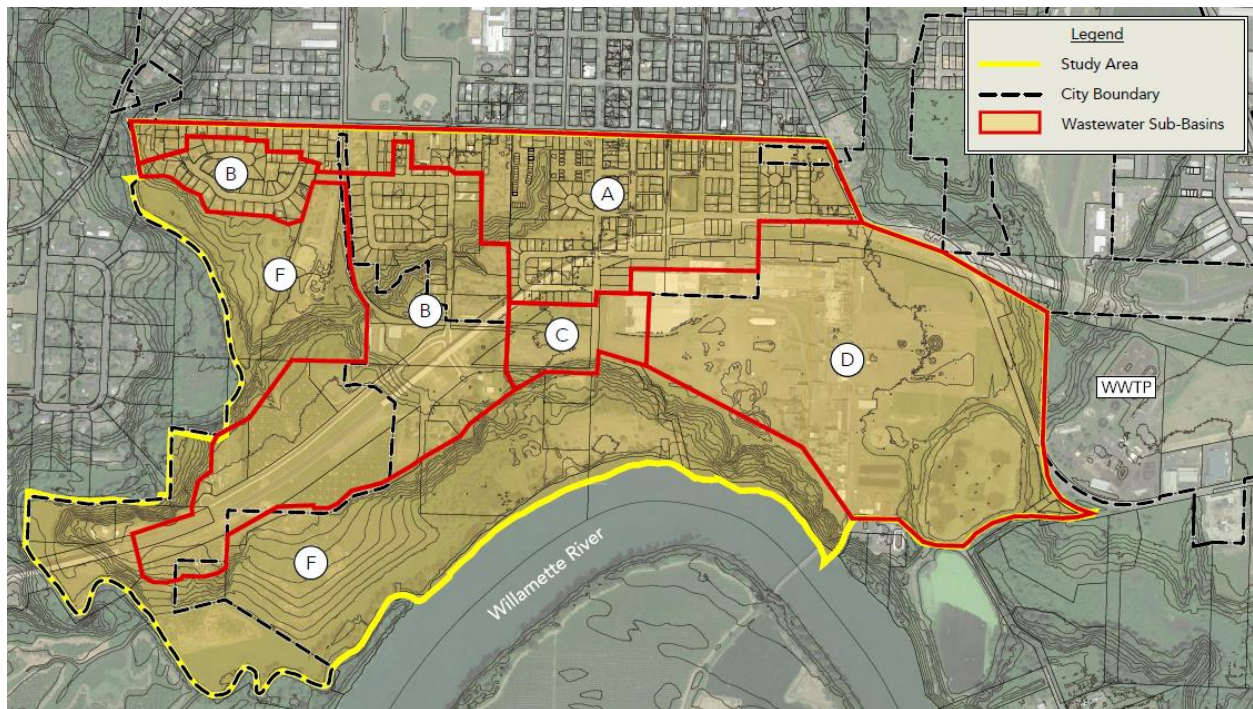 Legend
Study Area
City Boundary
Wastewater Sub-Basins
B
A
F
B
C
D
WWTP
F
Willamette River